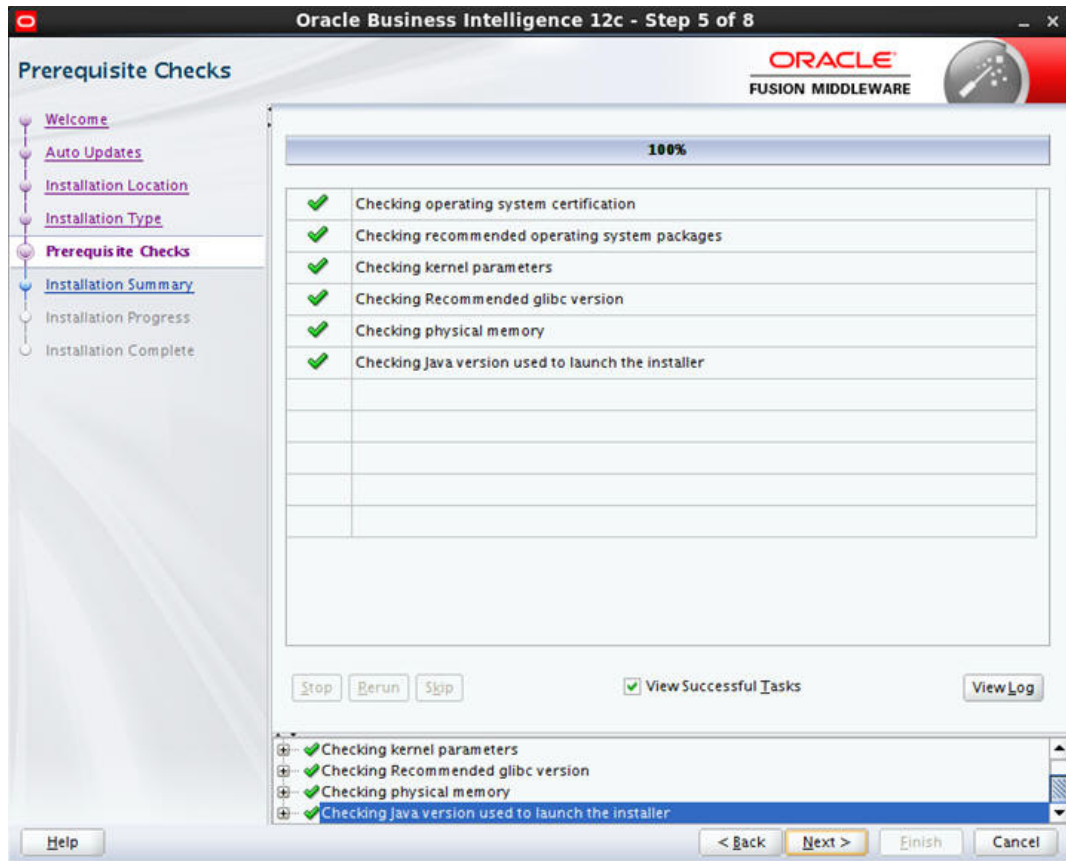 Oracle Business Intelligence 12c - Step 5 of 8
Prerequisite Checks
ORACLE
FUSION MIDDLEWARE
Welcome
Auto Updates
Installation Location
Installation Type
Prerequisite Checks
Installation Summary
Installation Progress
Installation Complete
100%
Checking operating system certification
Checking recommended operating system packages
Checking kernel parameters
Checking Recommended glibc version
Checking physical memory
Checking Java version used to launch the installer
Stop Rerun Skip View Successful Tasks View Log
Checking kernel parameters
Checking Recommended glibc version
Checking physical memory
Checking Java version used to launch the installer
Help < Back Next > Finish Cancel